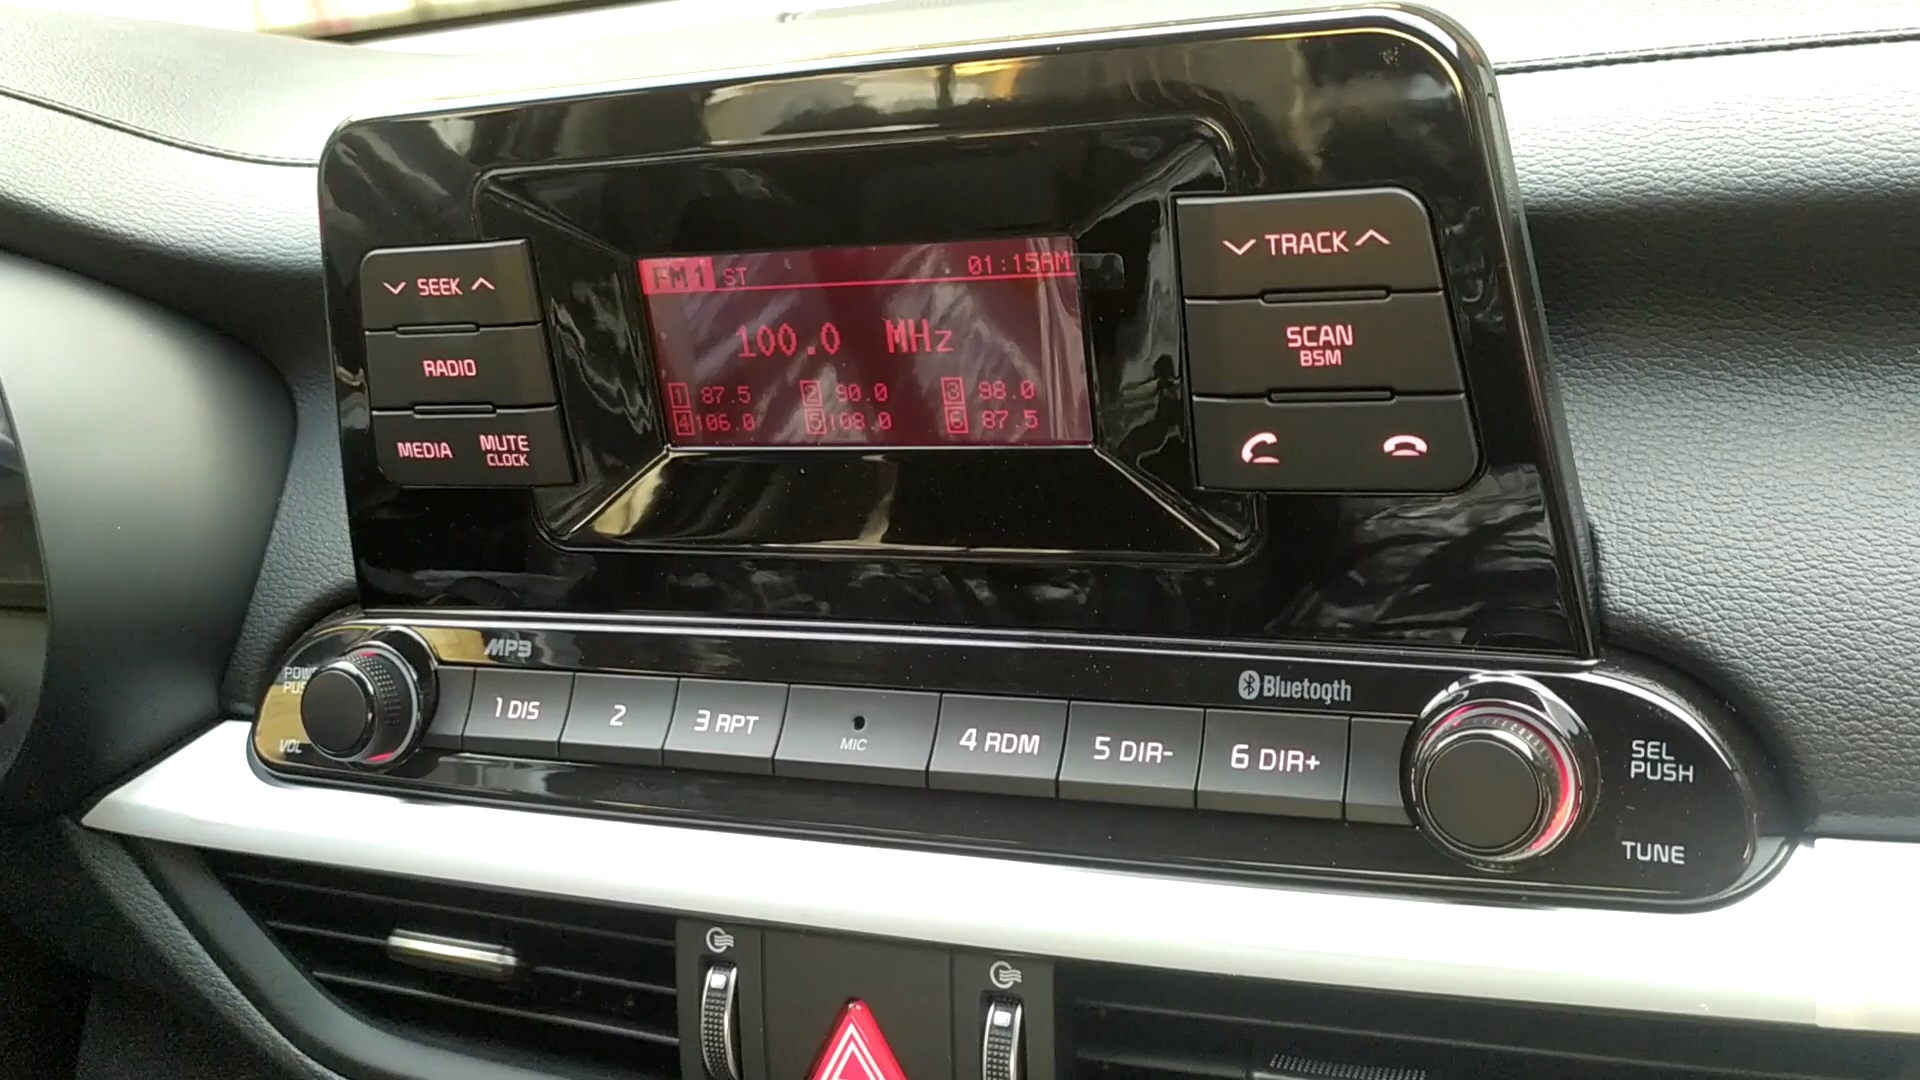 SEEK
RADIO
MEDIA MUTE
CLOCK
FM1 ST 01:15AM
100.0 MHz
1 87.5 2 90.0 3 98.0
4 106.0 5 108.0 6 87.5
TRACK
SCAN
BSM
MP3
Bluetooth
VOL
1 DIS
2
3 RPT
MIC
4 RDM
5 DIR-
6 DIR+
SEL
PUSH
TUNE